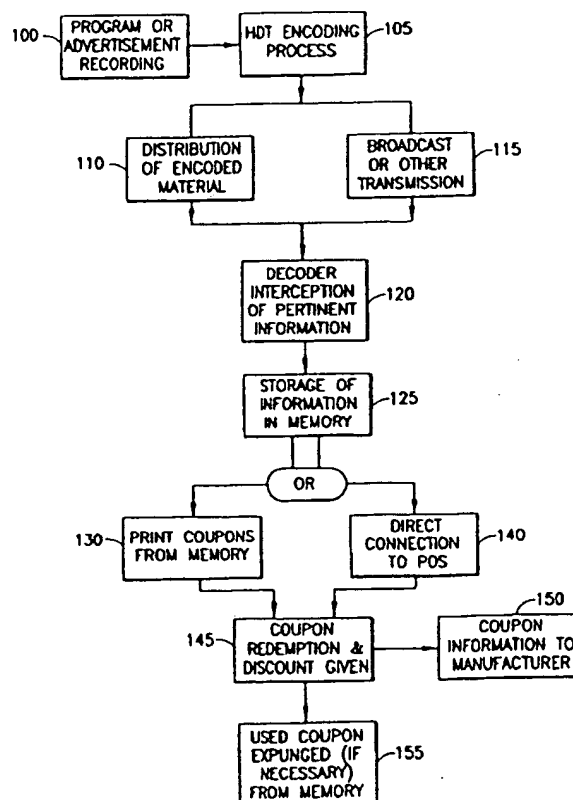 100
PROGRAM OR
ADVERTISEMENT
RECORDING
HDT ENCODING
PROCESS
105
110
DISTRIBUTION
OF ENCODED
MATERIAL
BROADCAST
OR OTHER
TRANSMISSION
115
DECODER
INTERCEPTION
OF PERTINENT
INFORMATION
120
STORAGE OF
INFORMATION
IN MEMORY
125
OR
130
PRINT COUPONS
FROM MEMORY
DIRECT
CONNECTION
TO POS
140
145
COUPON
REDEMPTION &
DISCOUNT GIVEN
150
COUPON
INFORMATION TO
MANUFACTURER
USED COUPON
EXPUNGED (IF
NECESSARY)
FROM MEMORY
155